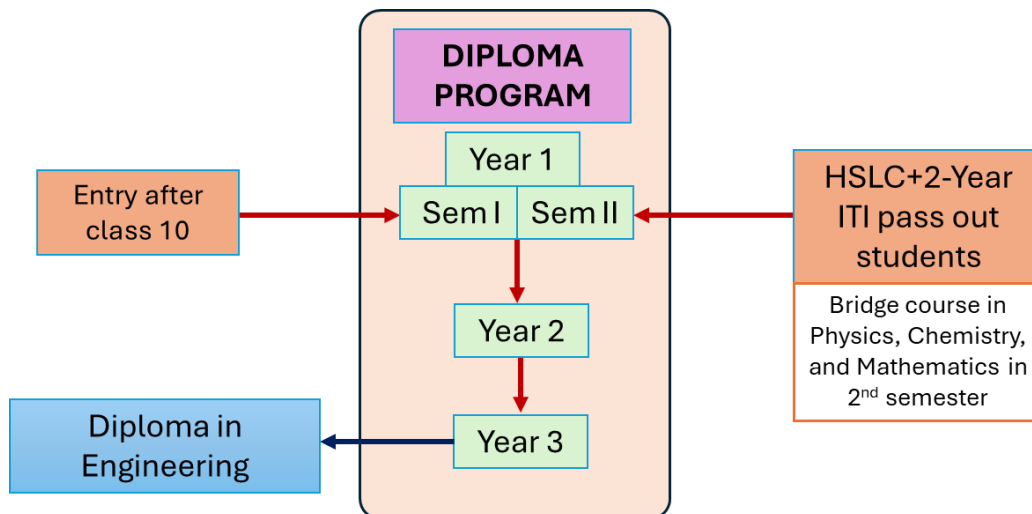 DIPLOMA
PROGRAM
Year 1
Entry after
class 10
Sem I
Sem II
HSLC+2-Year
ITI pass out
students
Bridge course in
Physics, Chemistry,
and Mathematics in
2nd semester
Year 2
Year 3
Diploma in
Engineering